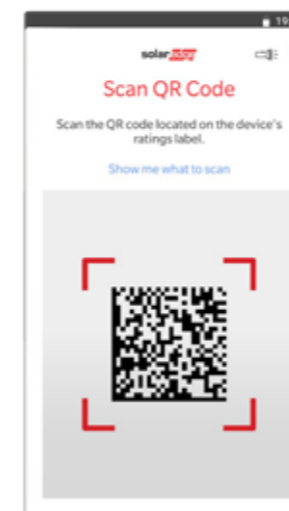 19
solaredge
Scan QR Code
Scan the QR code located on the device's
ratings label.
Show me what to scan